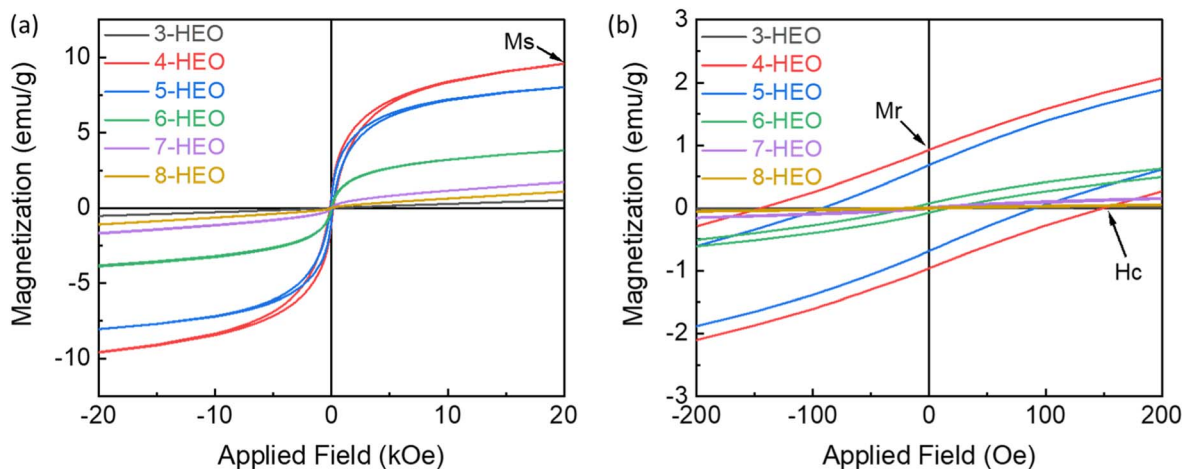 (a)
3-HEO
4-HEO
5-HEO
6-HEO
7-HEO
8-HEO
Ms
10
5
0
-5
-10
-20
-10
0
10
20
Magnetization (emu/g)
Applied Field (kOe)
(b)
3-HEO
4-HEO
5-HEO
6-HEO
7-HEO
8-HEO
Mr
Hc
3
2
1
0
-1
-2
-3
-200
-100
0
100
200
Magnetization (emu/g)
Applied Field (Oe)